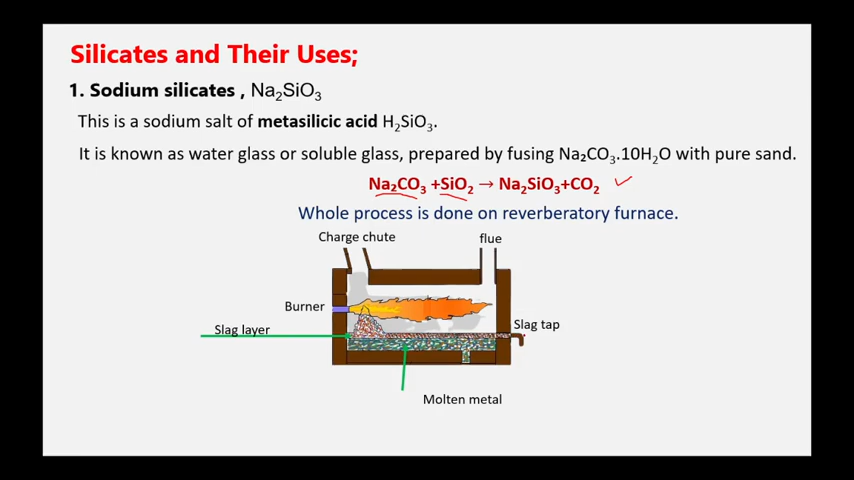 Silicates and Their Uses;
1. Sodium silicates , Na₂SiO₃
This is a sodium salt of metasilicic acid H₂SiO₃.
It is known as water glass or soluble glass, prepared by fusing Na₂CO₃.10H₂O with pure sand.
Na₂CO₃ +SiO₂ → Na₂SiO₃+CO₂
Whole process is done on reverberatory furnace.
Charge chute
flue
Burner
Slag tap
Slag layer
Molten metal